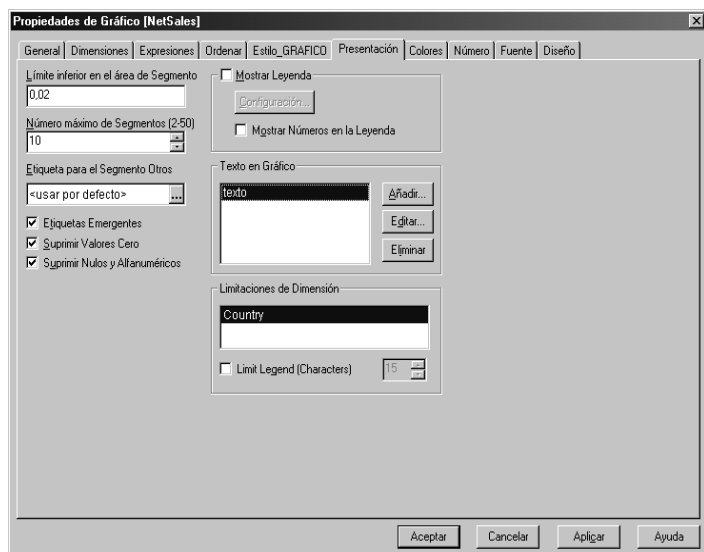 Propiedades de Gráfico [NetSales]
General Dimensiones Expresiones Ordenar Estilo_GRAFICO Presentación Colores Número Fuente Diseño
Límite inferior en el área de Segmento
0,02
Número máximo de Segmentos (2-50)
10
Etiqueta para el Segmento Otros
<usar por defecto> ...
Etiquetas Emergentes
Suprimir Valores Cero
Suprimir Nulos y Alfanuméricos
Mostrar Leyenda
Configuración...
Mostrar Números en la Leyenda
Texto en Gráfico
texto
Añadir...
Editar...
Eliminar
Limitaciones de Dimensión
Country
Limit Legend (Characters) 15
Aceptar Cancelar Aplicar Ayuda